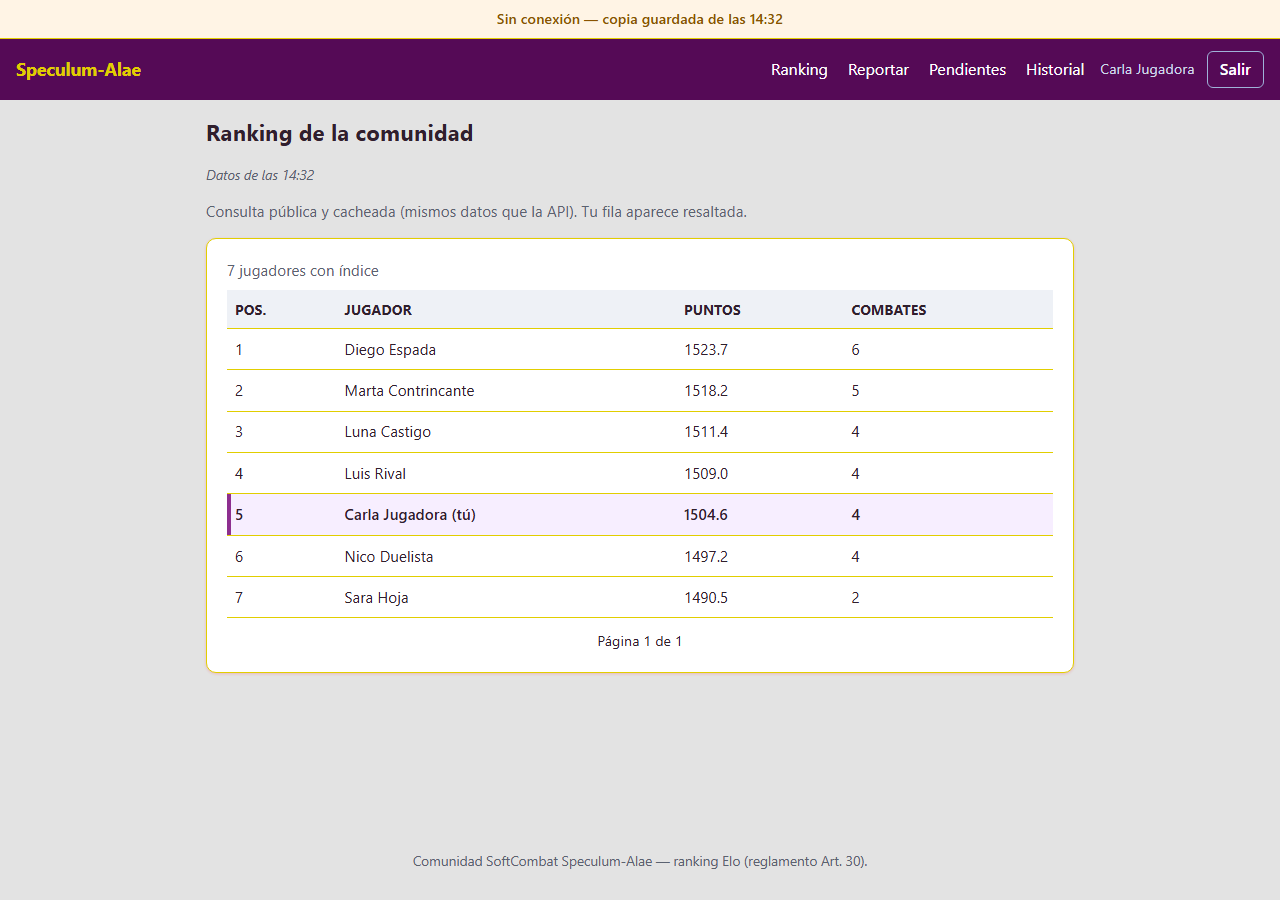 Sin conexión — copia guardada de las 14:32
Speculum-Alae Ranking Reportar Pendientes Historial Carla Jugadora Salir
Ranking de la comunidad
Datos de las 14:32
Consulta pública y cacheada (mismos datos que la API). Tu fila aparece resaltada.
7 jugadores con índice
POS. JUGADOR PUNTOS COMBATES
1 Diego Espada 1523.7 6
2 Marta Contrincante 1518.2 5
3 Luna Castigo 1511.4 4
4 Luis Rival 1509.0 4
5 Carla Jugadora (tú) 1504.6 4
6 Nico Duelista 1497.2 4
7 Sara Hoja 1490.5 2
Página 1 de 1
Comunidad SoftCombat Speculum-Alae — ranking Elo (reglamento Art. 30).